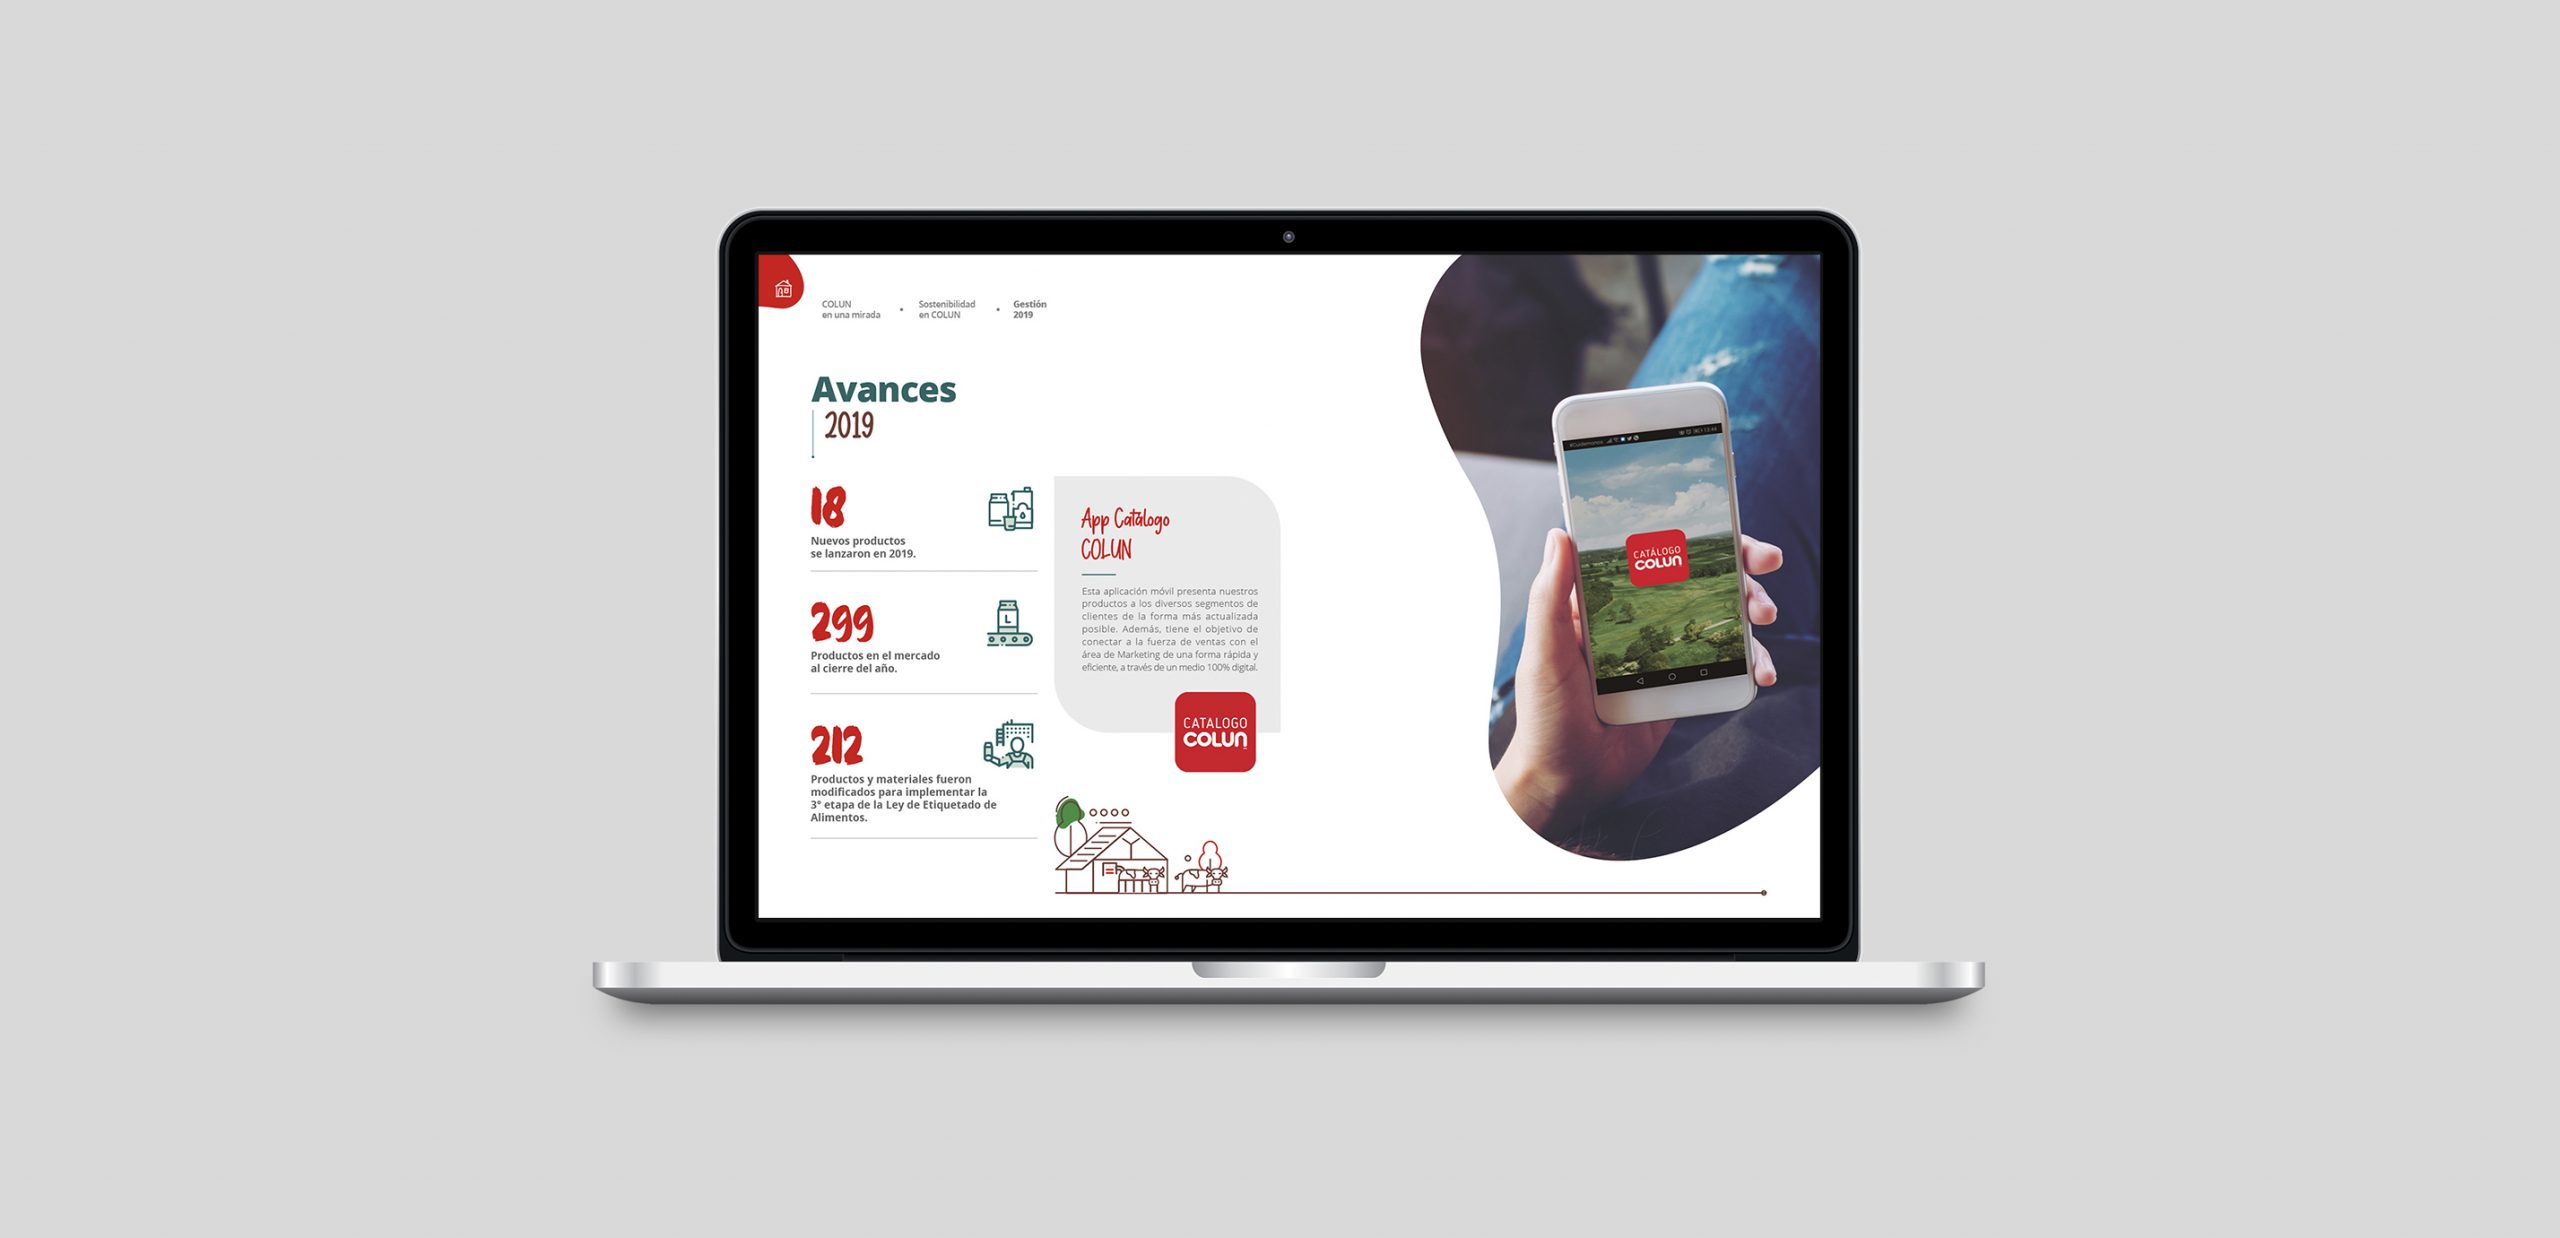 COLUN
en una mirada
Sostenibilidad
en COLUN
Gestión
2019
Avances
2019
18
Nuevos productos
se lanzaron en 2019.
299
Productos en el mercado
al cierre del año.
L
212
Productos y materiales fueron
modificados para implementar la
3° etapa de la Ley de Etiquetado de
Alimentos.
App Catálogo
COLUN
Esta aplicación móvil presenta nuestros
productos a los diversos segmentos de
clientes de la forma más actualizada
posible. Además, tiene el objetivo de
conectar a la fuerza de ventas con el
área de Marketing de una forma rápida y
eficiente, a través de un medio 100% digital.
CATALOGO
COLUN
CATÁLOGO
COLUN